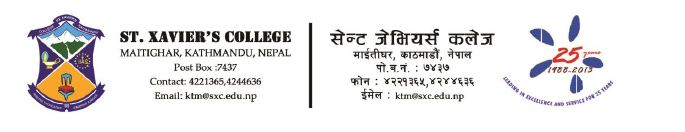 ST. XAVIER'S COLLEGE
MAITIGHAR, KATHMANDU, NEPAL
Post Box :7437
Contact: 4221365,4244636
Email: ktm@sxc.edu.np
सेन्ट जेभियर्स कलेज
माईतीघर, काठमाडौं, नेपाल
पो.ब.नं. : ७४३७
फोन : ४२२१३६५,४२४४६३६
ईमेल : ktm@sxc.edu.np
25 years
1988-2013
LEADING IN EXCELLENCE AND SERVICE FOR 25 YEARS